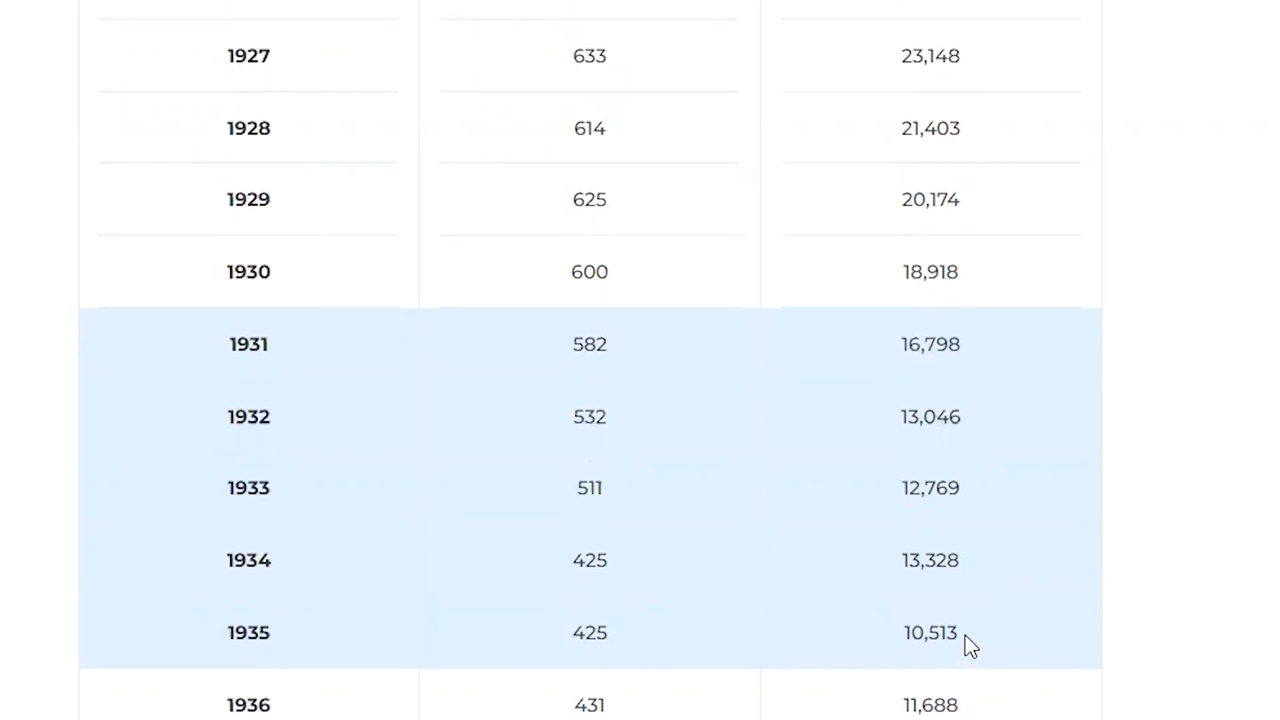 1927 633 23,148
1928 614 21,403
1929 625 20,174
1930 600 18,918
1931 582 16,798
1932 532 13,046
1933 511 12,769
1934 425 13,328
1935 425 10,513
1936 431 11,688